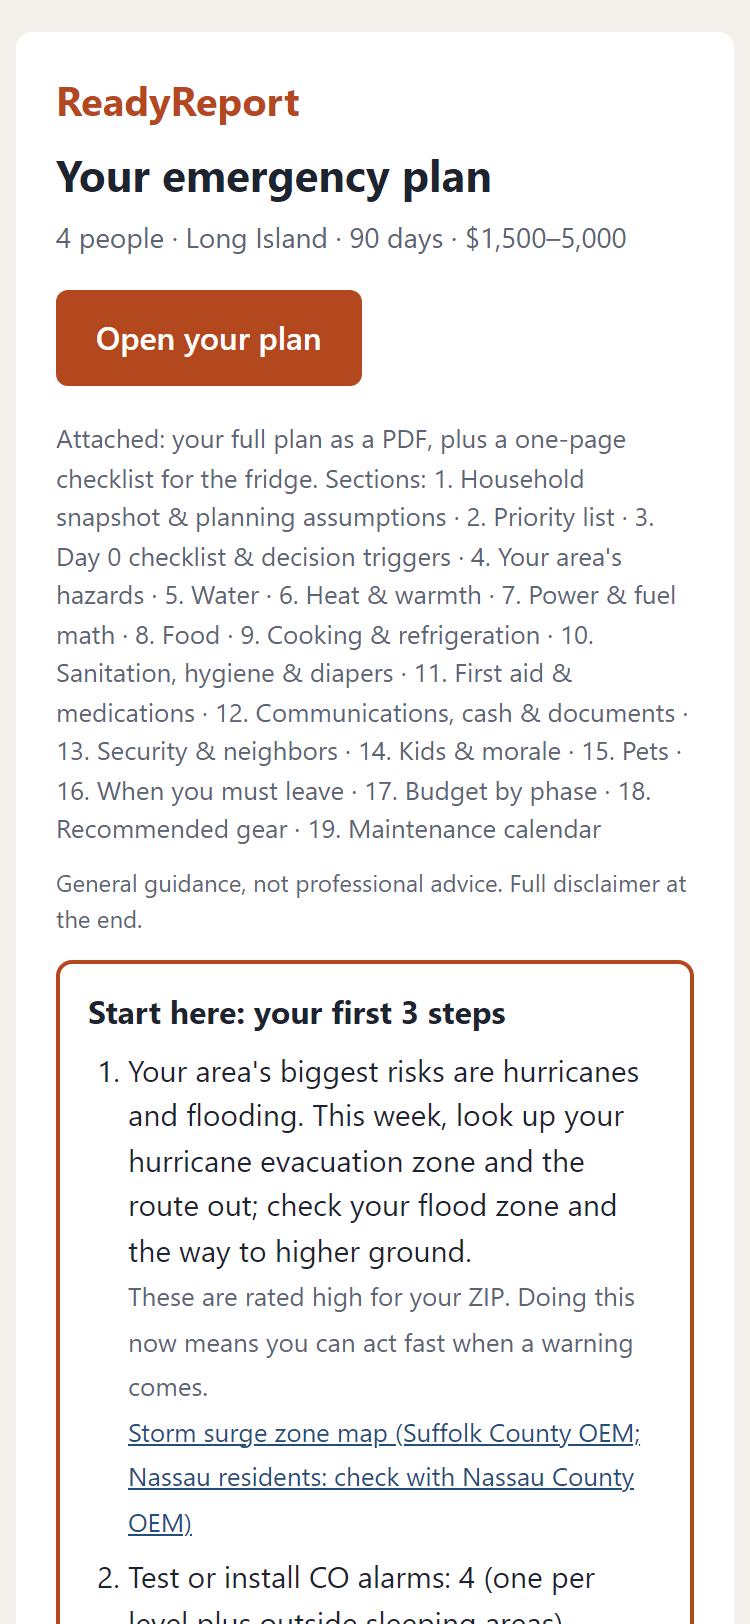 ReadyReport
Your emergency plan
4 people · Long Island · 90 days · $1,500–5,000
Open your plan
Attached: your full plan as a PDF, plus a one-page
checklist for the fridge. Sections: 1. Household
snapshot & planning assumptions · 2. Priority list · 3.
Day 0 checklist & decision triggers · 4. Your area's
hazards · 5. Water · 6. Heat & warmth · 7. Power & fuel
math · 8. Food · 9. Cooking & refrigeration · 10.
Sanitation, hygiene & diapers · 11. First aid &
medications · 12. Communications, cash & documents ·
13. Security & neighbors · 14. Kids & morale · 15. Pets ·
16. When you must leave · 17. Budget by phase · 18.
Recommended gear · 19. Maintenance calendar
General guidance, not professional advice. Full disclaimer at
the end.
Start here: your first 3 steps
1. Your area's biggest risks are hurricanes
and flooding. This week, look up your
hurricane evacuation zone and the
route out; check your flood zone and
the way to higher ground.
These are rated high for your ZIP. Doing this
now means you can act fast when a warning
comes.
Storm surge zone map (Suffolk County OEM;
Nassau residents: check with Nassau County
OEM)
2. Test or install CO alarms: 4 (one per
level plus outside sleeping areas)